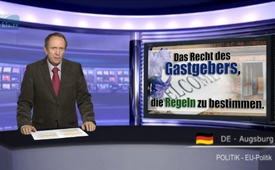 Das Recht des
Gastgebers,
die Regeln zu bestimmen.
DE - Augsburg
POLITIK - EU-Politik